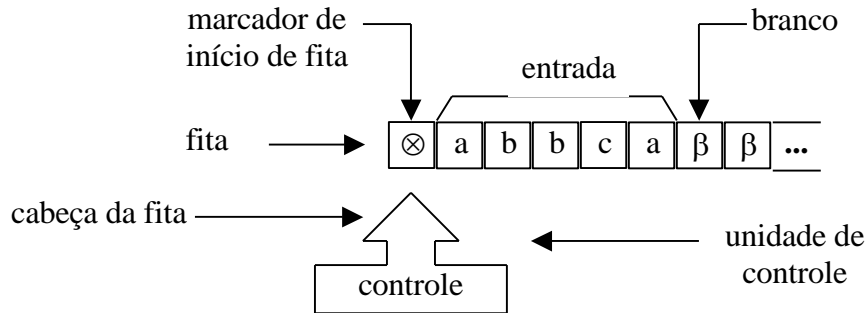 marcador de
início de fita
branco
entrada
fita
⊗ a b b c a β β ...
cabeça da fita
unidade de
controle
controle